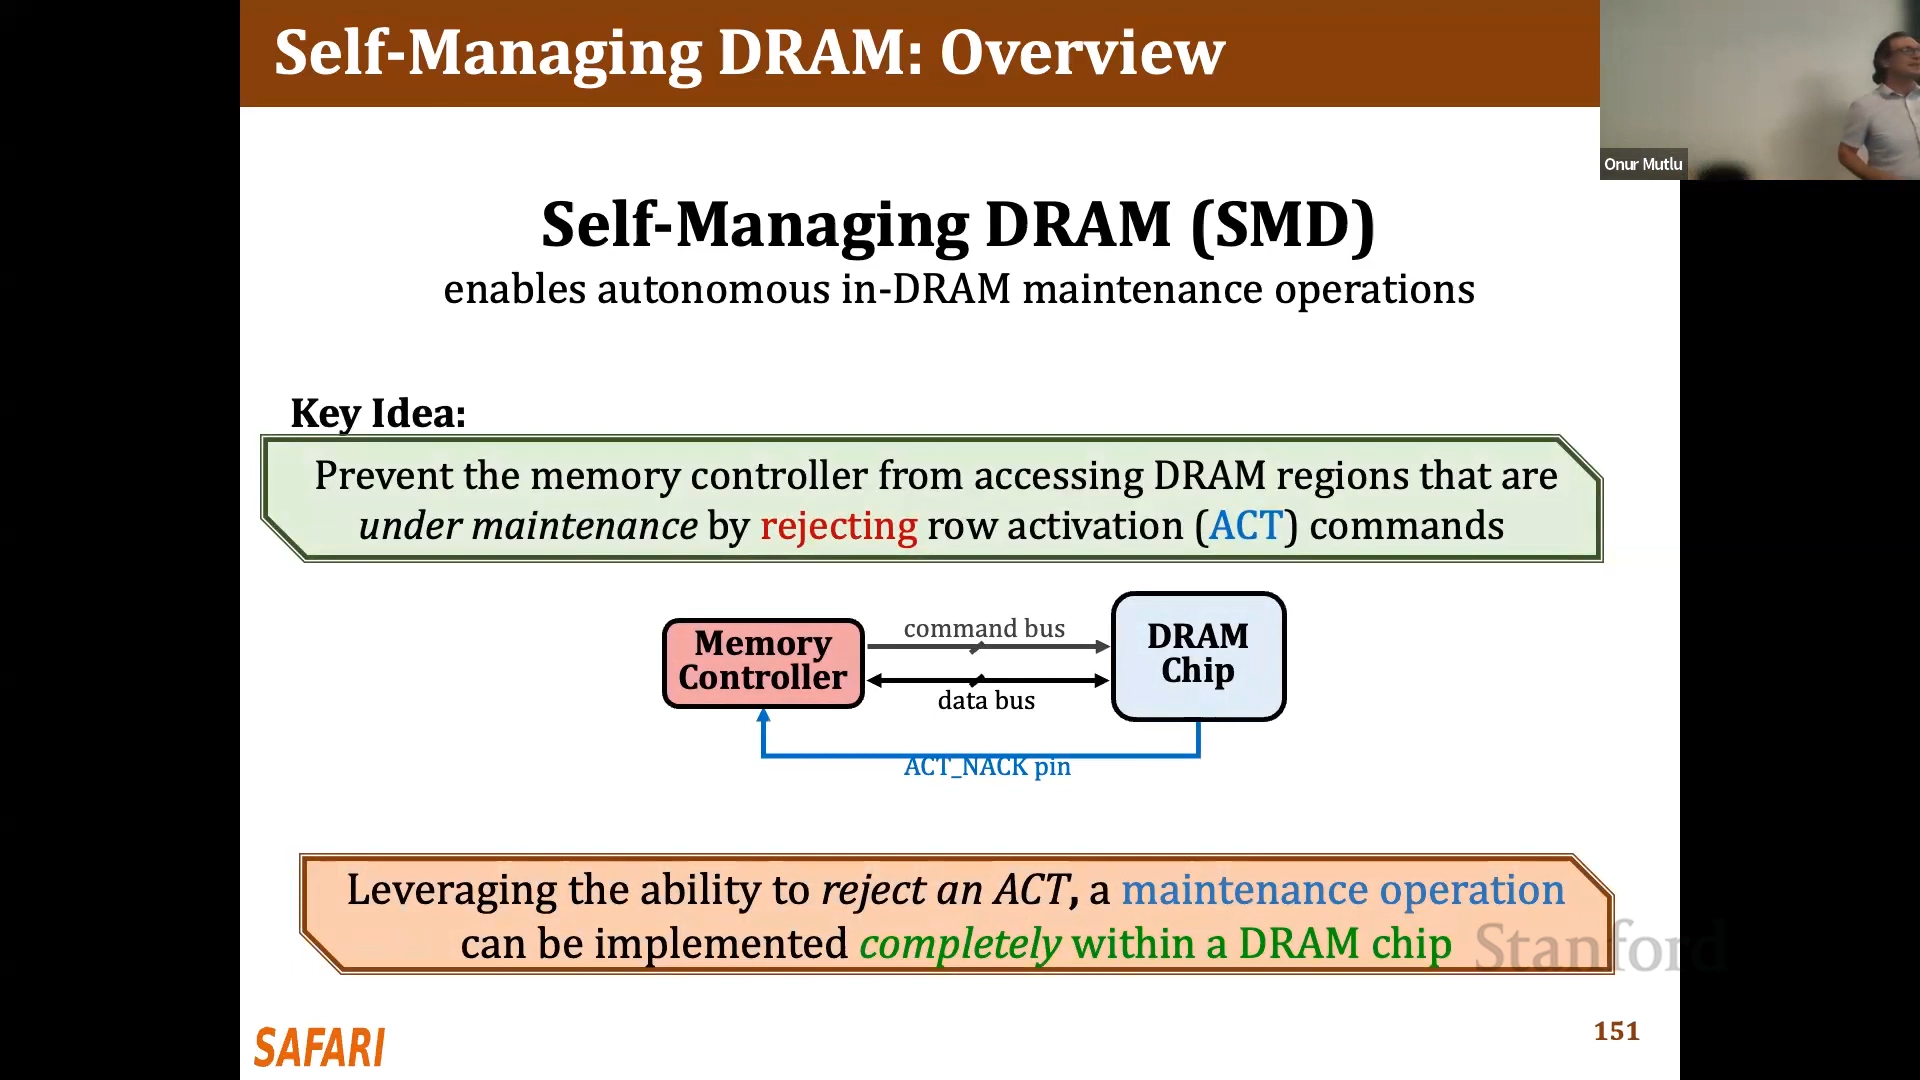 Self-Managing DRAM: Overview
Onur Mutlu
Self-Managing DRAM (SMD)
enables autonomous in-DRAM maintenance operations
Key Idea:
Prevent the memory controller from accessing DRAM regions that are
under maintenance by rejecting row activation (ACT) commands
Memory
Controller
command bus
data bus
DRAM
Chip
ACT_NACK pin
Leveraging the ability to reject an ACT, a maintenance operation
can be implemented completely within a DRAM chip
Stanford
SAFARI
151